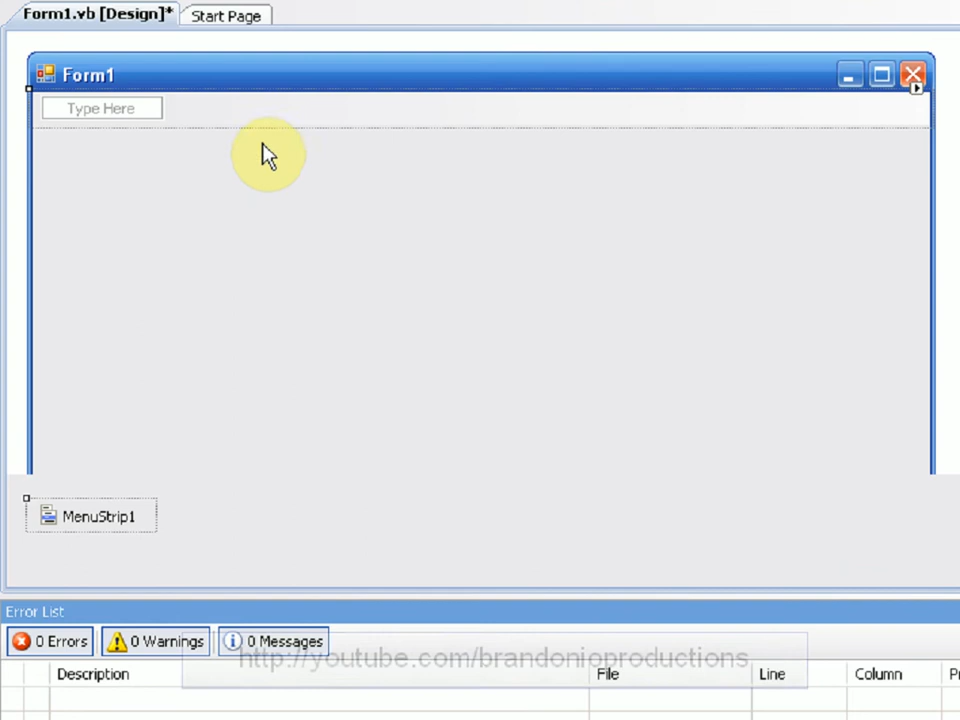 Form1.vb [Design]* Start Page
Form1
Type Here
MenuStrip1
Error List
0 Errors 0 Warnings 0 Messages
http://youtube.com/brandonioproductions
Description File Line Column